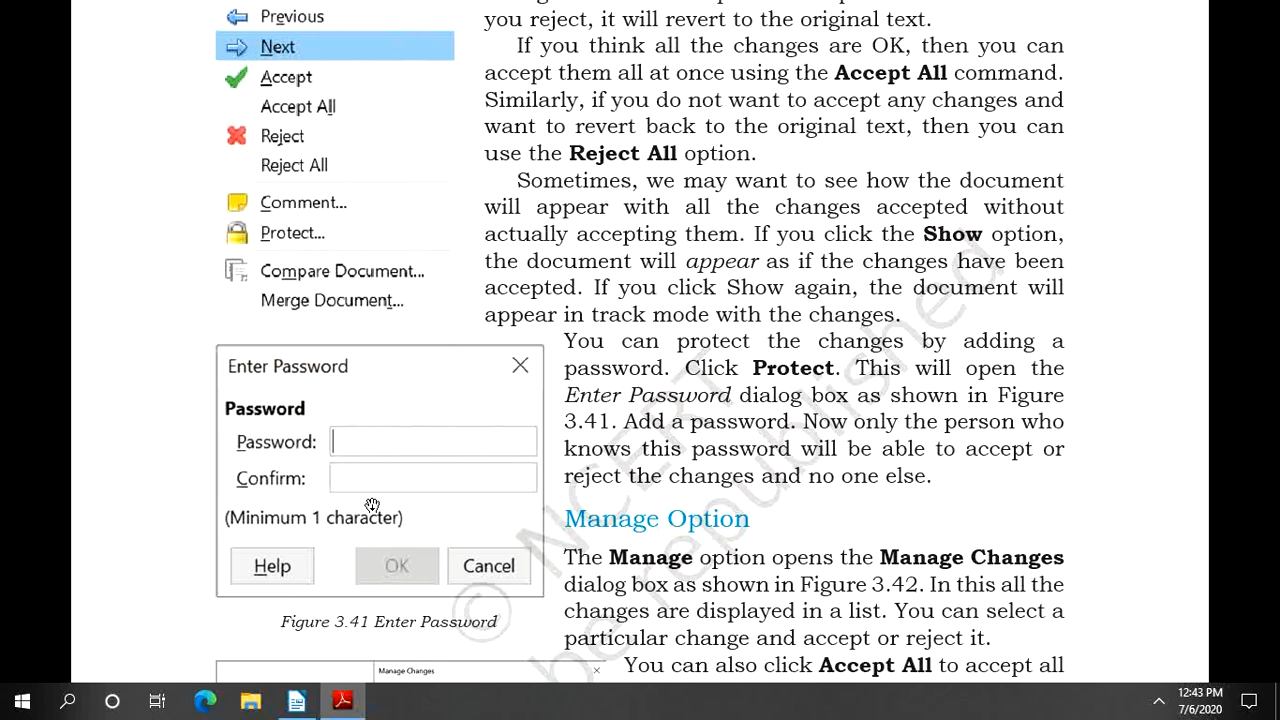 Previous
Next
Accept
Accept All
Reject
Reject All
Comment...
Protect...
Compare Document...
Merge Document...
you reject, it will revert to the original text.
If you think all the changes are OK, then you can
accept them all at once using the Accept All command.
Similarly, if you do not want to accept any changes and
want to revert back to the original text, then you can
use the Reject All option.
Sometimes, we may want to see how the document
will appear with all the changes accepted without
actually accepting them. If you click the Show option,
the document will appear as if the changes have been
accepted. If you click Show again, the document will
appear in track mode with the changes.
Enter Password
Password
Password:
Confirm:
(Minimum 1 character)
Help
OK
Cancel
Figure 3.41 Enter Password
You can protect the changes by adding a
password. Click Protect. This will open the
Enter Password dialog box as shown in Figure
3.41. Add a password. Now only the person who
knows this password will be able to accept or
reject the changes and no one else.
Manage Option
The Manage option opens the Manage Changes
dialog box as shown in Figure 3.42. In this all the
changes are displayed in a list. You can select a
particular change and accept or reject it.
Manage Changes
You can also click Accept All to accept all
© NCERT
be republished
12:43 PM
7/6/2020